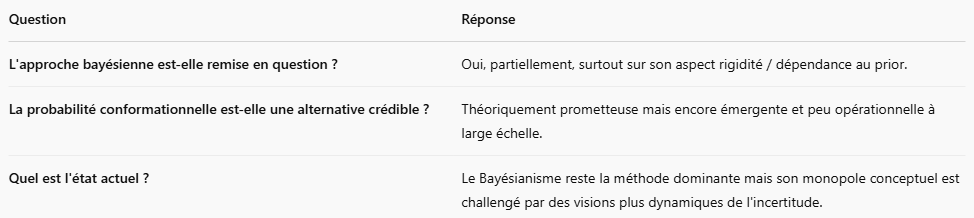 Question Réponse
L'approche bayésienne est-elle remise en question ? Oui, partiellement, surtout sur son aspect rigidité / dépendance au prior.
La probabilité conformationnelle est-elle une alternative crédible ? Théoriquement prometteuse mais encore émergente et peu opérationnelle à
large échelle.
Quel est l'état actuel ? Le Bayésianisme reste la méthode dominante mais son monopole conceptuel est
challengé par des visions plus dynamiques de l'incertitude.